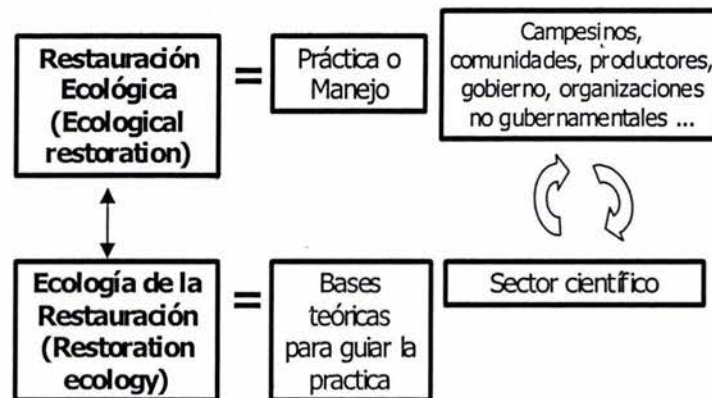 Restauración
Ecológica
(Ecological
restoration)
=
Práctica o
Manejo
Campesinos,
comunidades, productores,
gobierno, organizaciones
no gubernamentales ...
Ecología de la
Restauración
(Restoration
ecology)
=
Bases
teóricas
para guiar la
practica
Sector científico